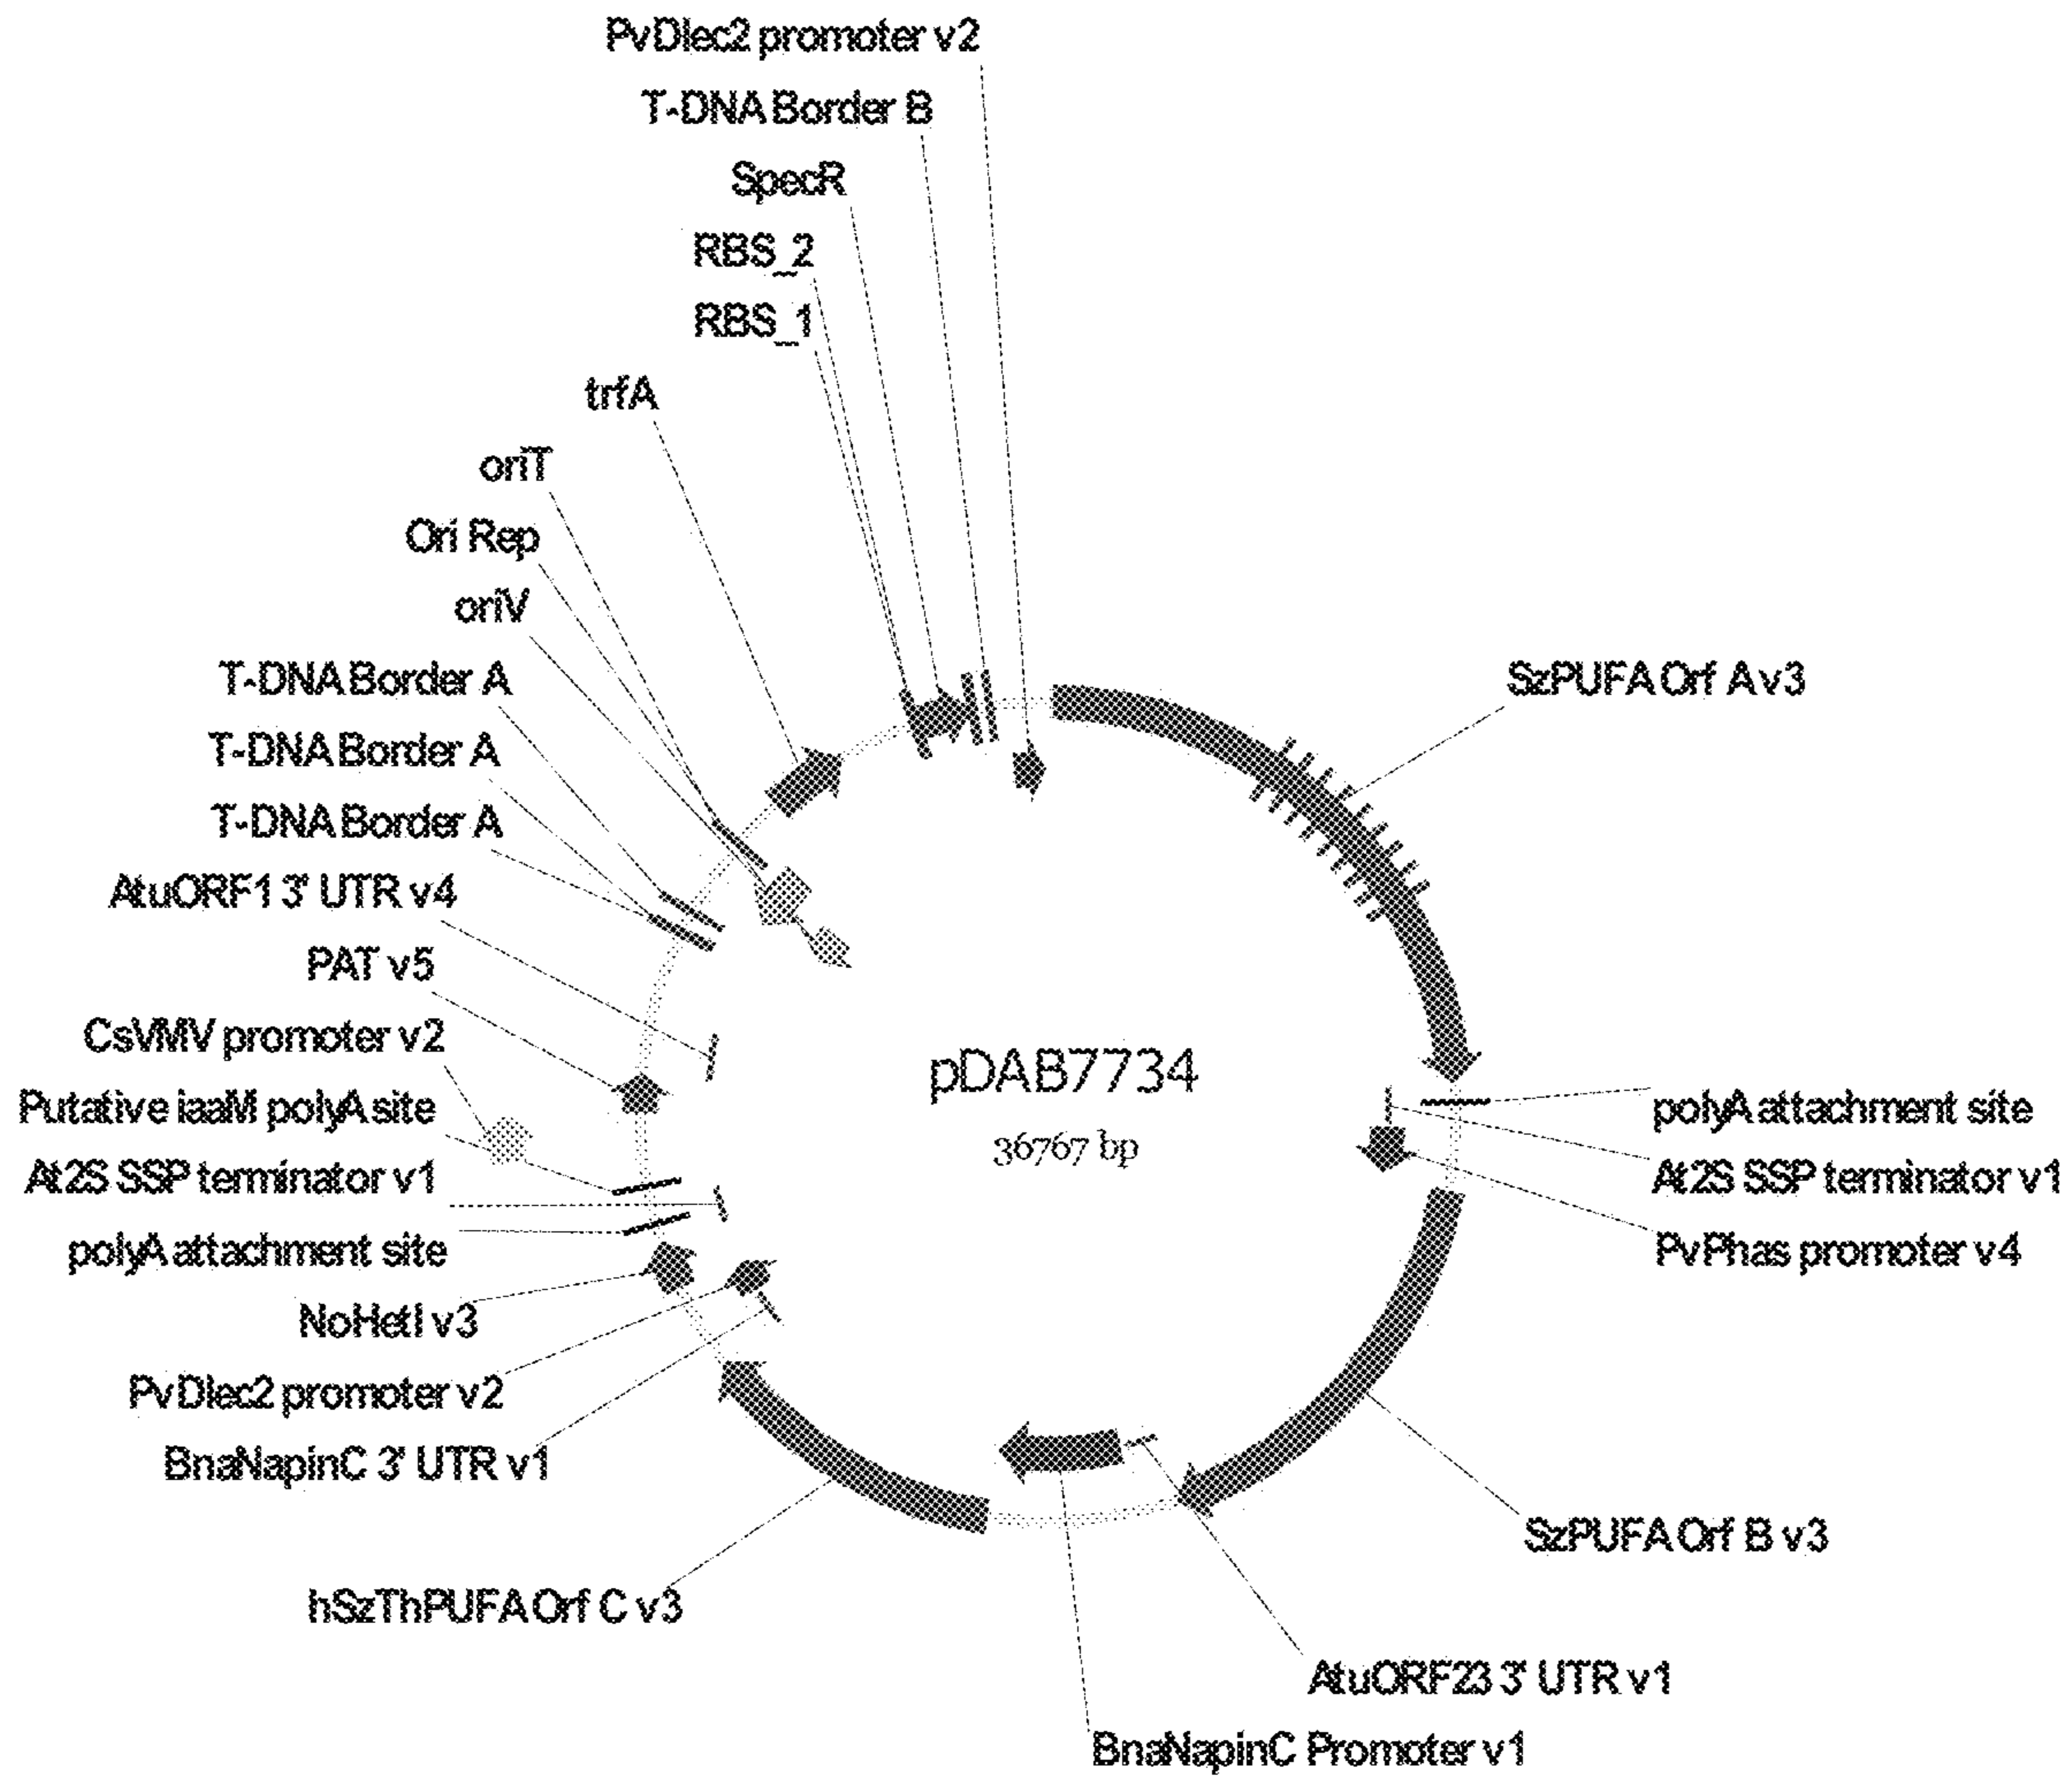 PvDlec2 promoter v2
T-DNA Border B
SpecR
RBS_2
RBS_1
trfA
oriT
Ori Rep
oriV
T-DNA Border A
T-DNA Border A
T-DNA Border A
AtuORF1 3' UTR v4
PAT v5
CsVMV promoter v2
Putative iaaM polyA site
At2S SSP terminator v1
polyA attachment site
NoHetI v3
PvDlec2 promoter v2
BnaNapinC 3' UTR v1
hSzThPUFA Orf C v3
pDAB7734
36767 bp
SzPUFA Orf A v3
polyA attachment site
At2S SSP terminator v1
PvPhas promoter v4
SzPUFA Orf B v3
AtuORF23 3' UTR v1
BnaNapinC Promoter v1